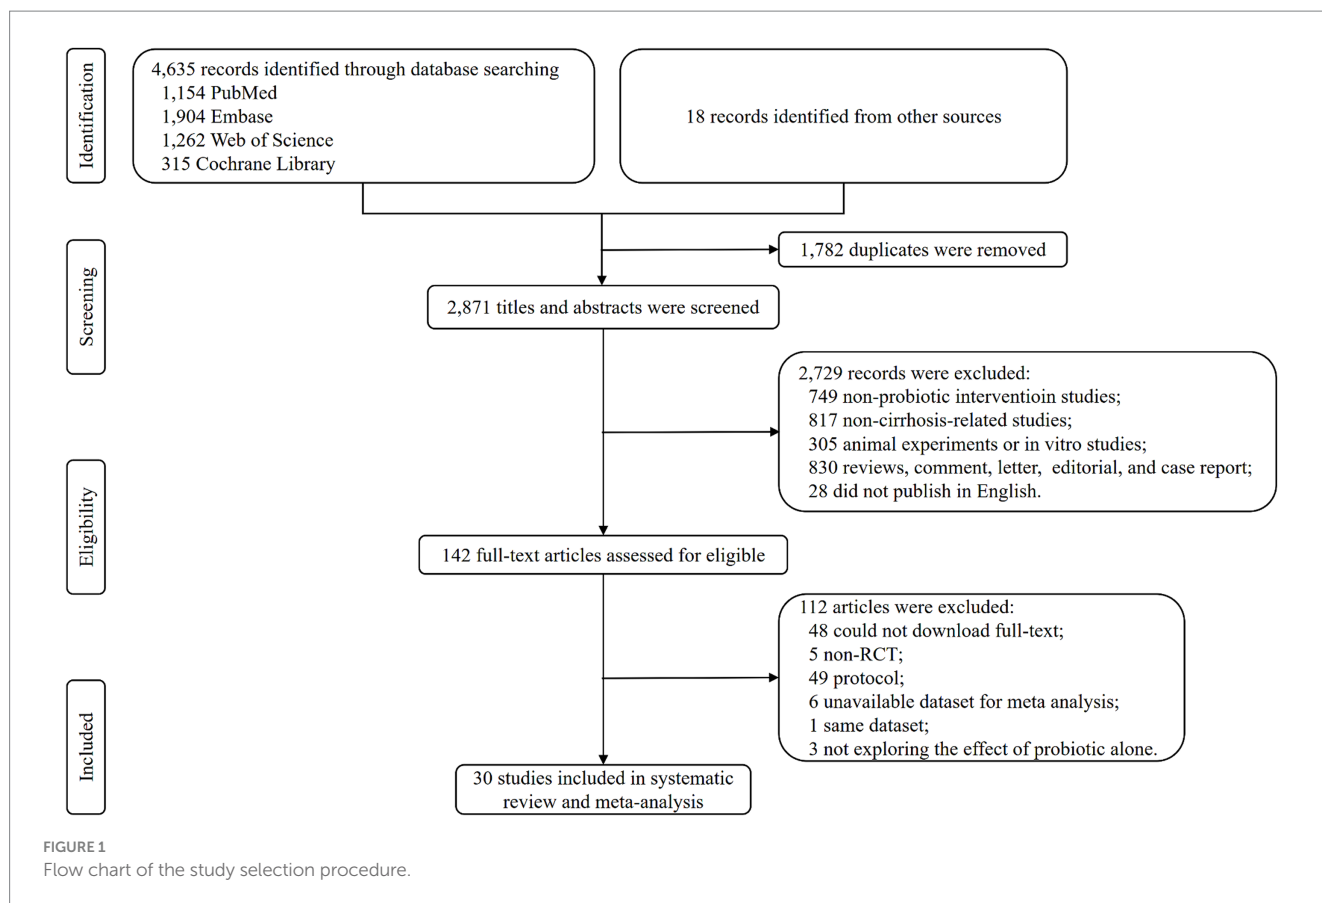 Identification
4,635 records identified through database searching
1,154 PubMed
1,904 Embase
1,262 Web of Science
315 Cochrane Library
18 records identified from other sources
Screening
1,782 duplicates were removed
2,871 titles and abstracts were screened
2,729 records were excluded:
749 non-probiotic interventioin studies;
817 non-cirrhosis-related studies;
305 animal experiments or in vitro studies;
830 reviews, comment, letter, editorial, and case report;
28 did not publish in English.
Eligibility
142 full-text articles assessed for eligible
112 articles were excluded:
48 could not download full-text;
5 non-RCT;
49 protocol;
6 unavailable dataset for meta analysis;
1 same dataset;
3 not exploring the effect of probiotic alone.
Included
30 studies included in systematic
review and meta-analysis
FIGURE 1
Flow chart of the study selection procedure.